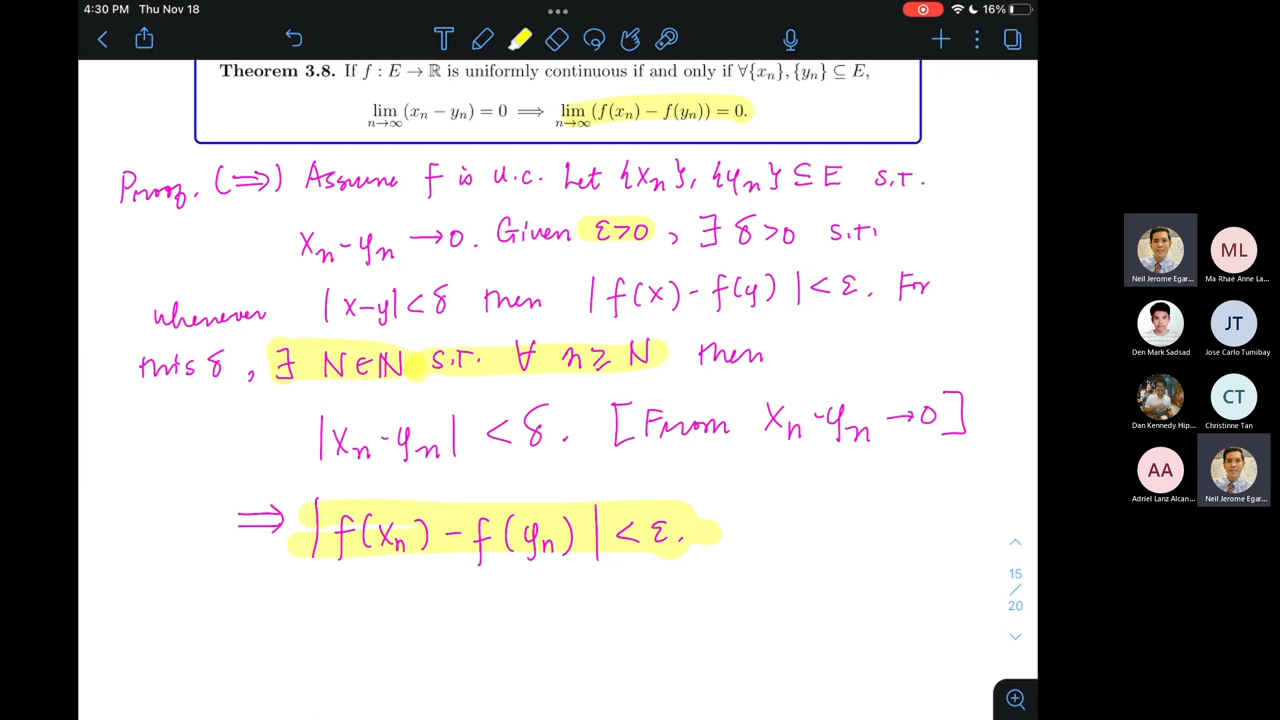 4:30 PM Thu Nov 18
16%
Theorem 3.8. If f : E → ℝ is uniformly continuous if and only if ∀{xₙ}, {yₙ} ⊆ E,
lim n→∞ (xₙ − yₙ) = 0 ⟹ lim n→∞ (f(xₙ) − f(yₙ)) = 0.
Proof. (⟹) Assume f is u.c. Let {xₙ}, {yₙ} ⊆ E s.t.
xₙ - yₙ → 0. Given ε>0, ∃ δ>0 s.t.
whenever |x-y| < δ then |f(x) - f(y)| < ε. For
this δ, ∃ N∈ℕ s.t. ∀ n ≥ N then
|xₙ - yₙ| < δ. [From xₙ - yₙ → 0]
⟹ |f(xₙ) - f(yₙ)| < ε.
15
/
20
Neil Jerome Egar...
ML
Ma Rhae Anne La...
Den Mark Sadsad
JT
Jose Carlo Tumibay
Dan Kennedy Hip...
CT
Christinne Tan
AA
Adriel Lanz Alcan...
Neil Jerome Egar...